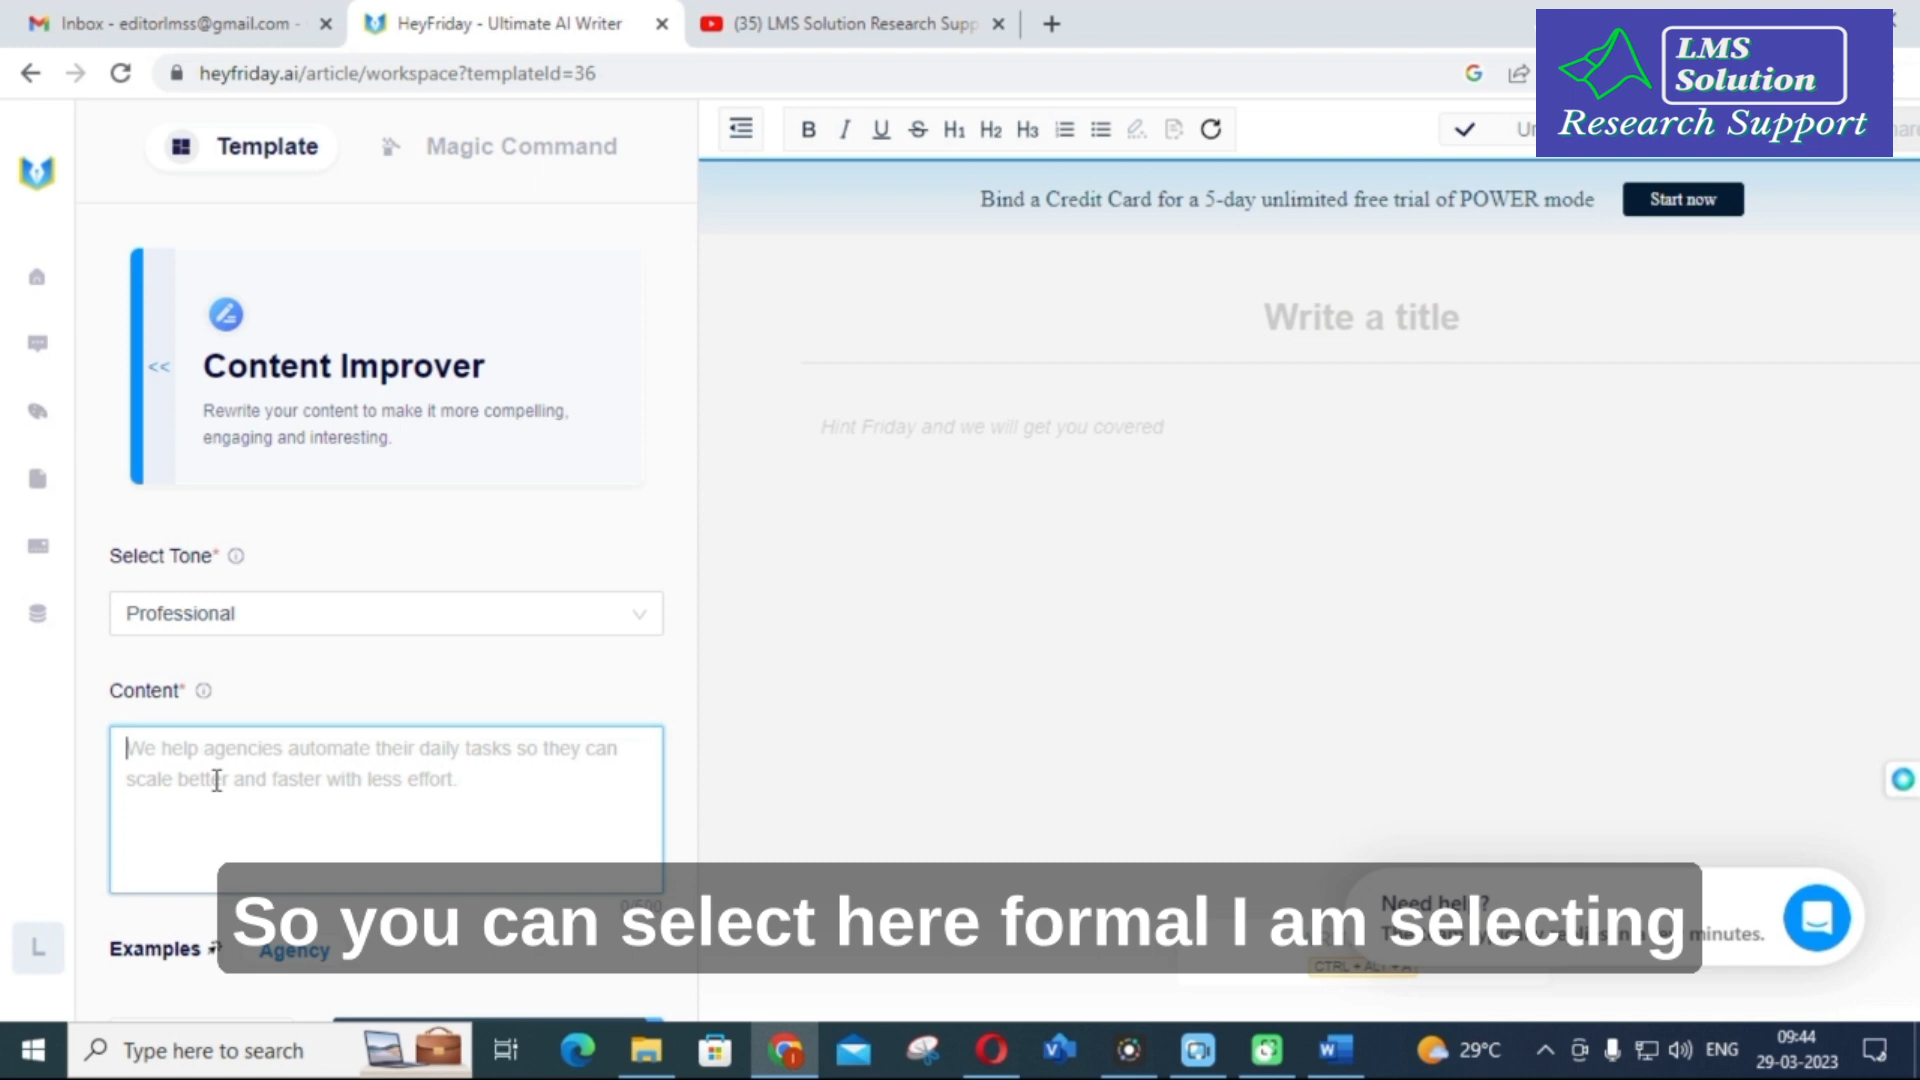 Inbox - editorlmss@gmail.com -
HeyFriday - Ultimate AI Writer
(35) LMS Solution Research Supp
heyfriday.ai/article/workspace?templateId=36
LMS
Solution
Research Support
Template
Magic Command
B I U S H1 H2 H3
Bind a Credit Card for a 5-day unlimited free trial of POWER mode
Start now
<<
Content Improver
Rewrite your content to make it more compelling,
engaging and interesting.
Write a title
Hint Friday and we will get you covered
Select Tone*
Professional
Content*
We help agencies automate their daily tasks so they can
scale better and faster with less effort.
0/500
Need help?
minutes.
So you can select here formal I am selecting
L
Examples
Agency
Type here to search
29°C
ENG
09:44
29-03-2023